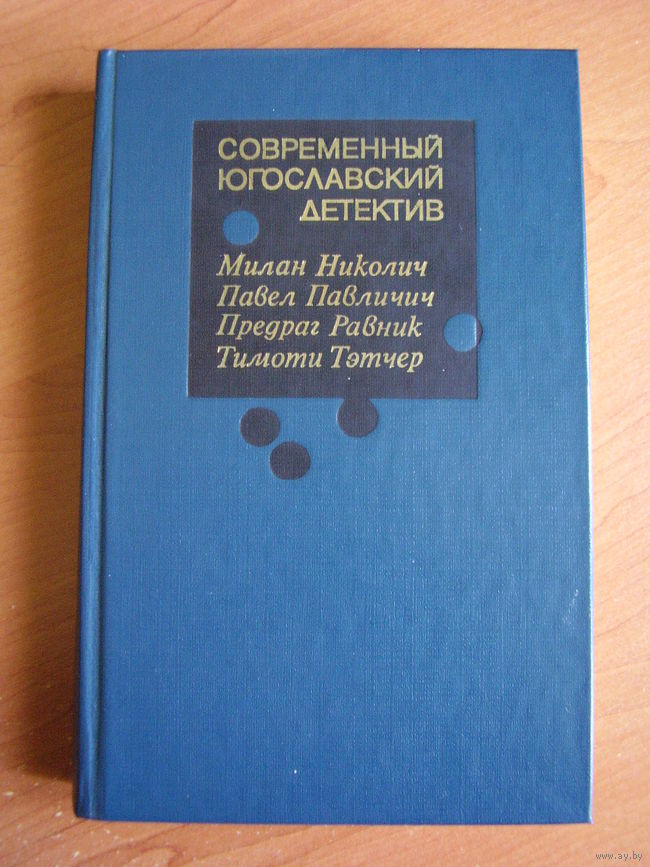 СОВРЕМЕННЫЙ
ЮГОСЛАВСКИЙ
ДЕТЕКТИВ
Милан Николич
Павел Павличич
Предраг Равник
Тимоти Тэтчер
www.ay.by